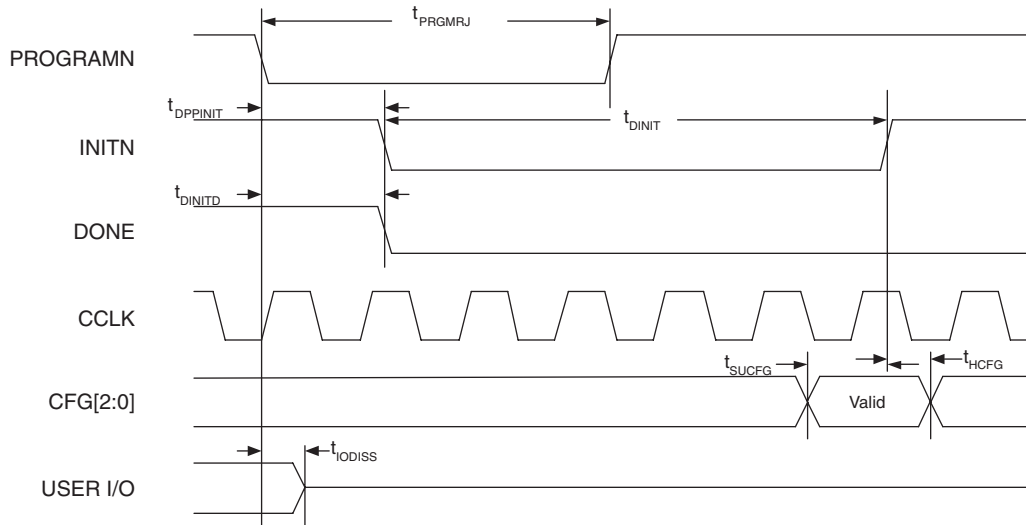 tPRGMRJ
PROGRAMN
tDPPINIT
tDINIT
INITN
tDINITD
DONE
CCLK
tSUCFG
tHCFG
CFG[2:0]
Valid
tIODISS
USER I/O